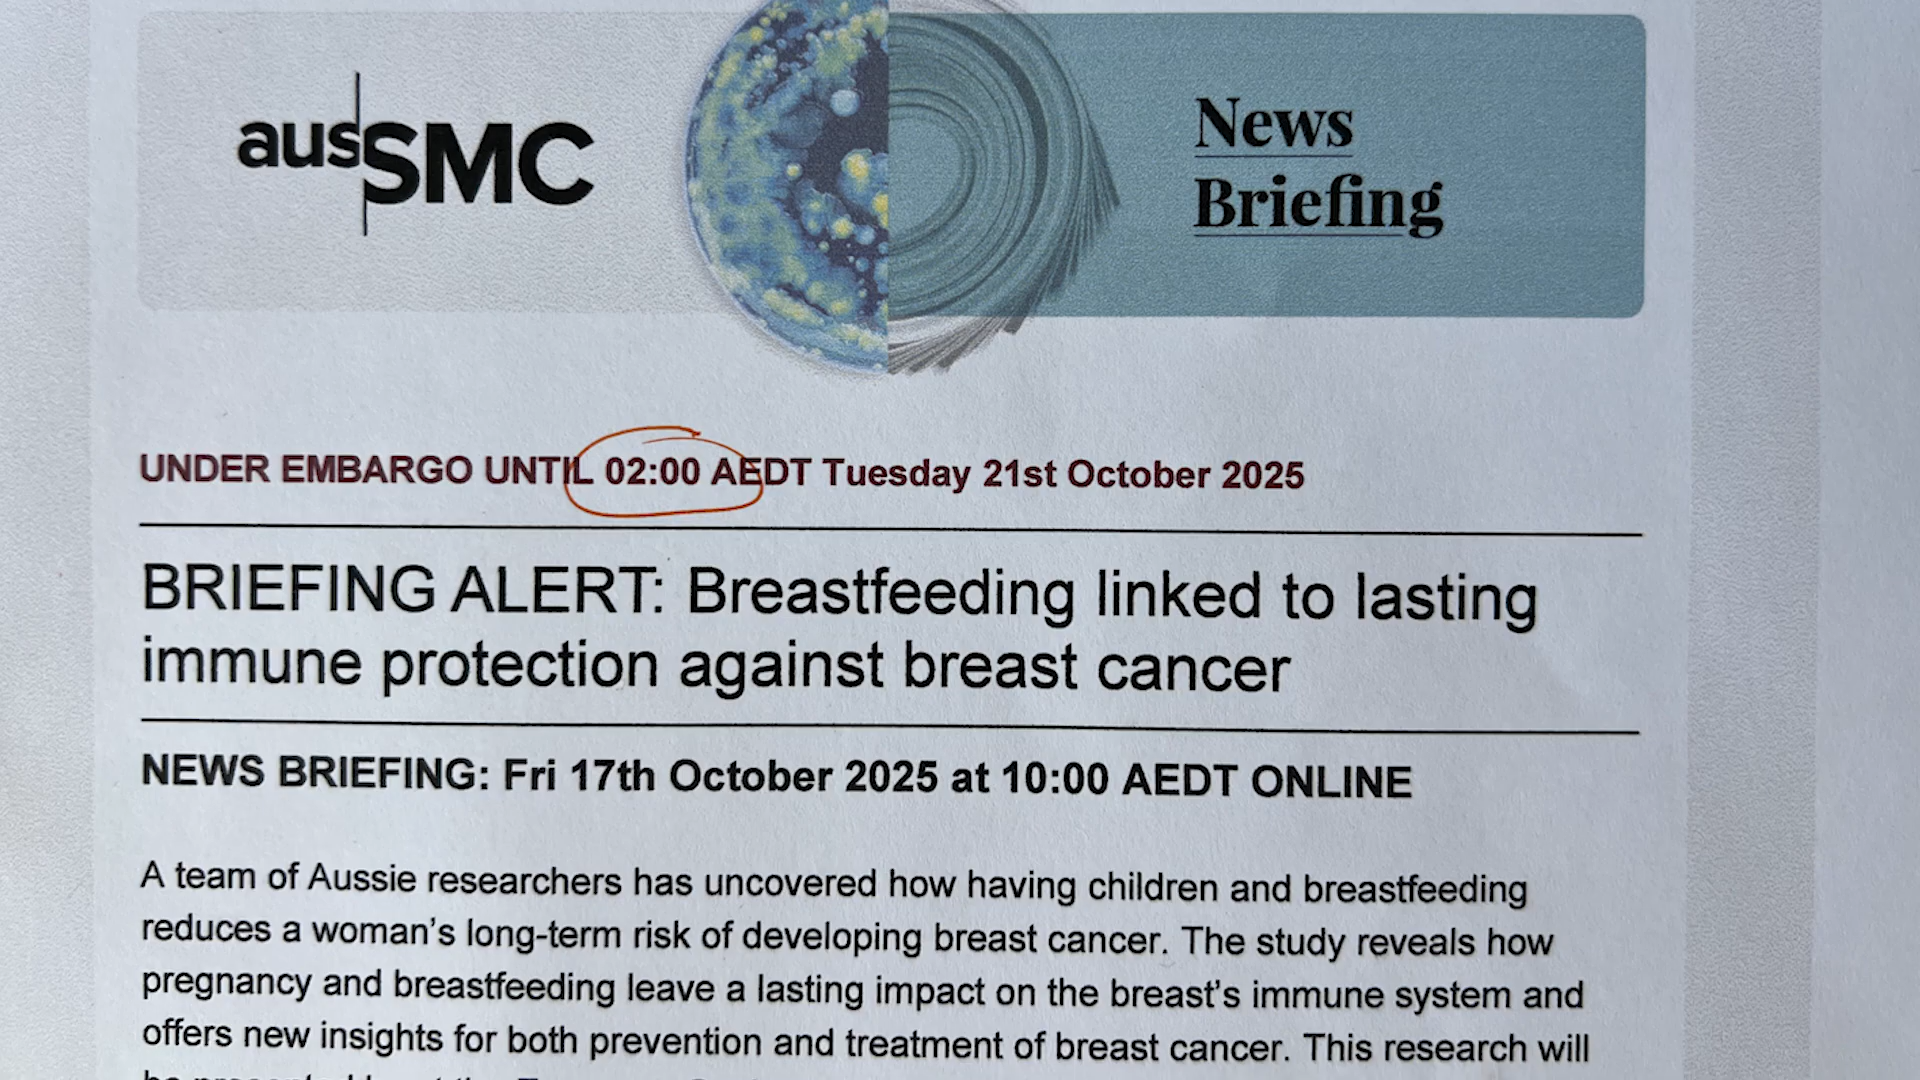 ausSMC
News
Briefing
UNDER EMBARGO UNTIL 02:00 AEDT Tuesday 21st October 2025
BRIEFING ALERT: Breastfeeding linked to lasting
immune protection against breast cancer
NEWS BRIEFING: Fri 17th October 2025 at 10:00 AEDT ONLINE
A team of Aussie researchers has uncovered how having children and breastfeeding
reduces a woman’s long-term risk of developing breast cancer. The study reveals how
pregnancy and breastfeeding leave a lasting impact on the breast’s immune system and
offers new insights for both prevention and treatment of breast cancer. This research will